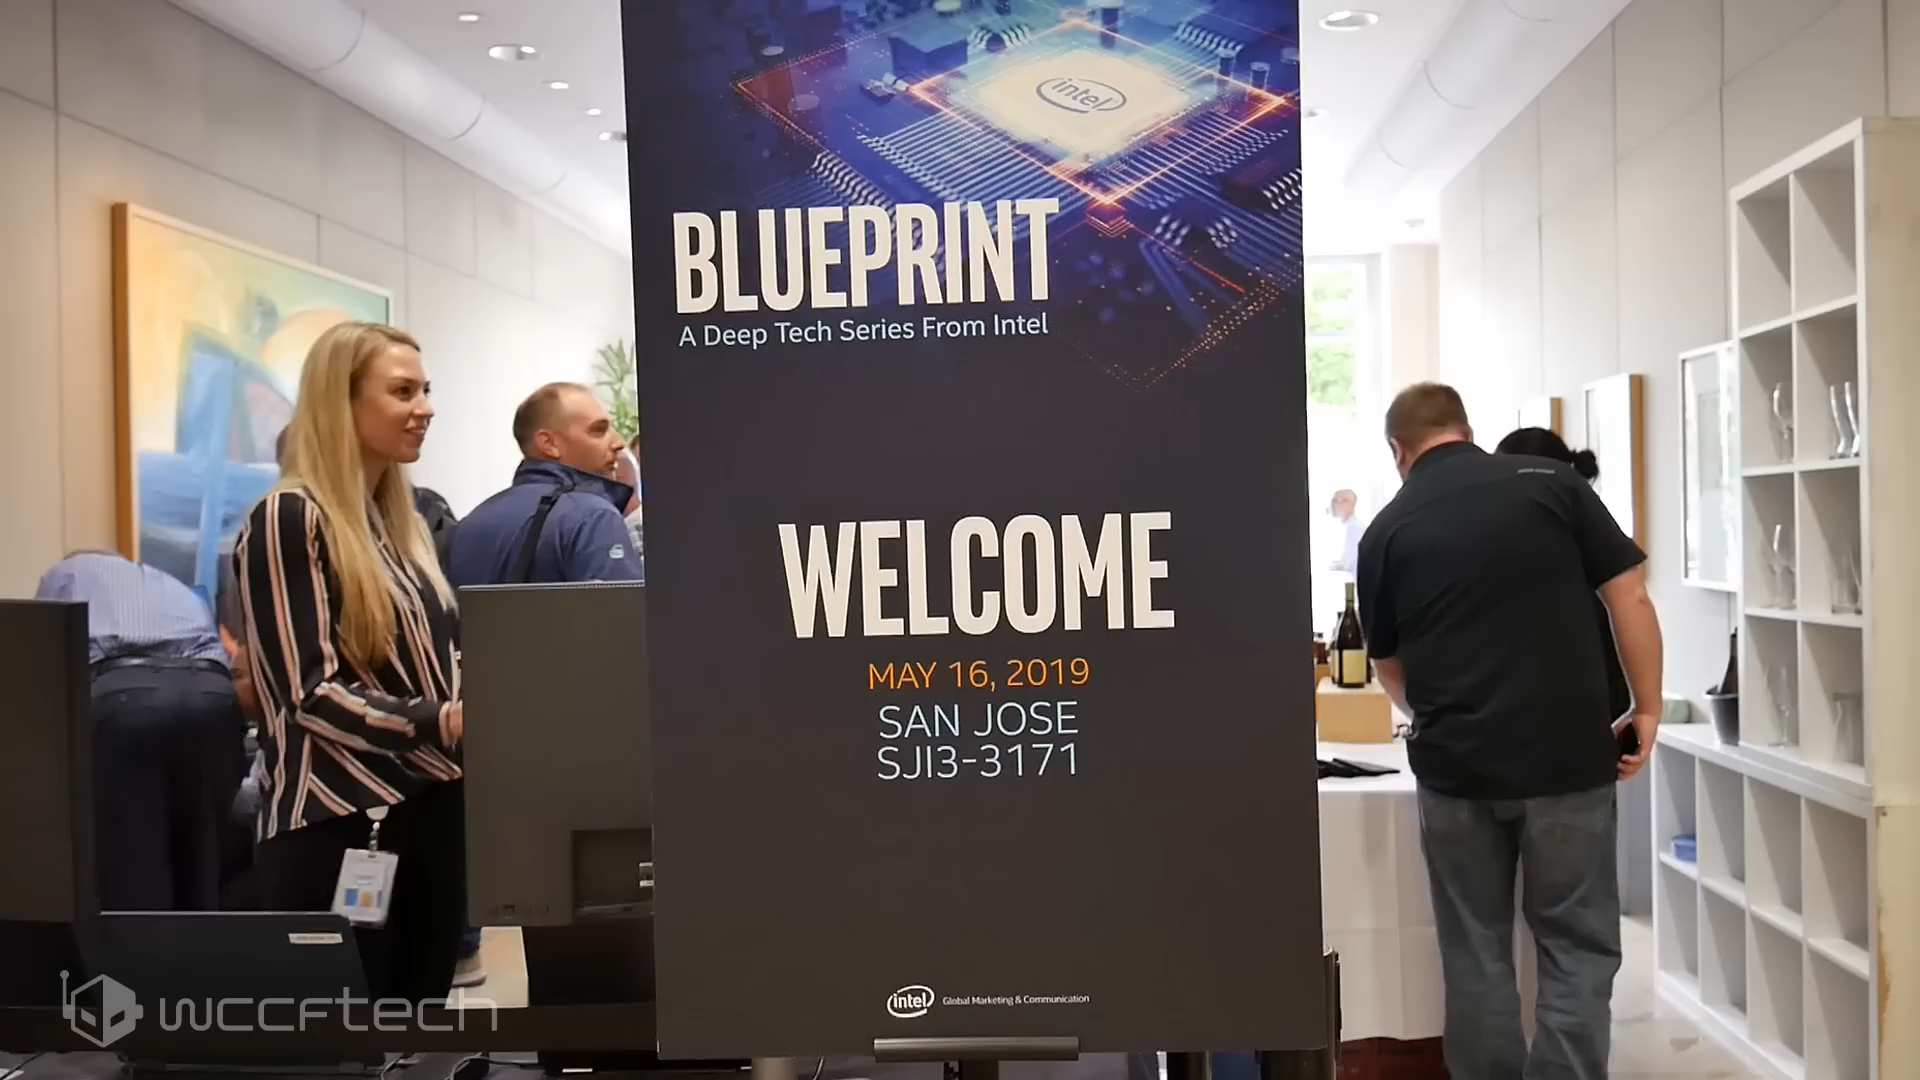 intel
BLUEPRINT
A Deep Tech Series From Intel
WELCOME
MAY 16, 2019
SAN JOSE
SJI3-3171
intel Global Marketing & Communication
wccftech